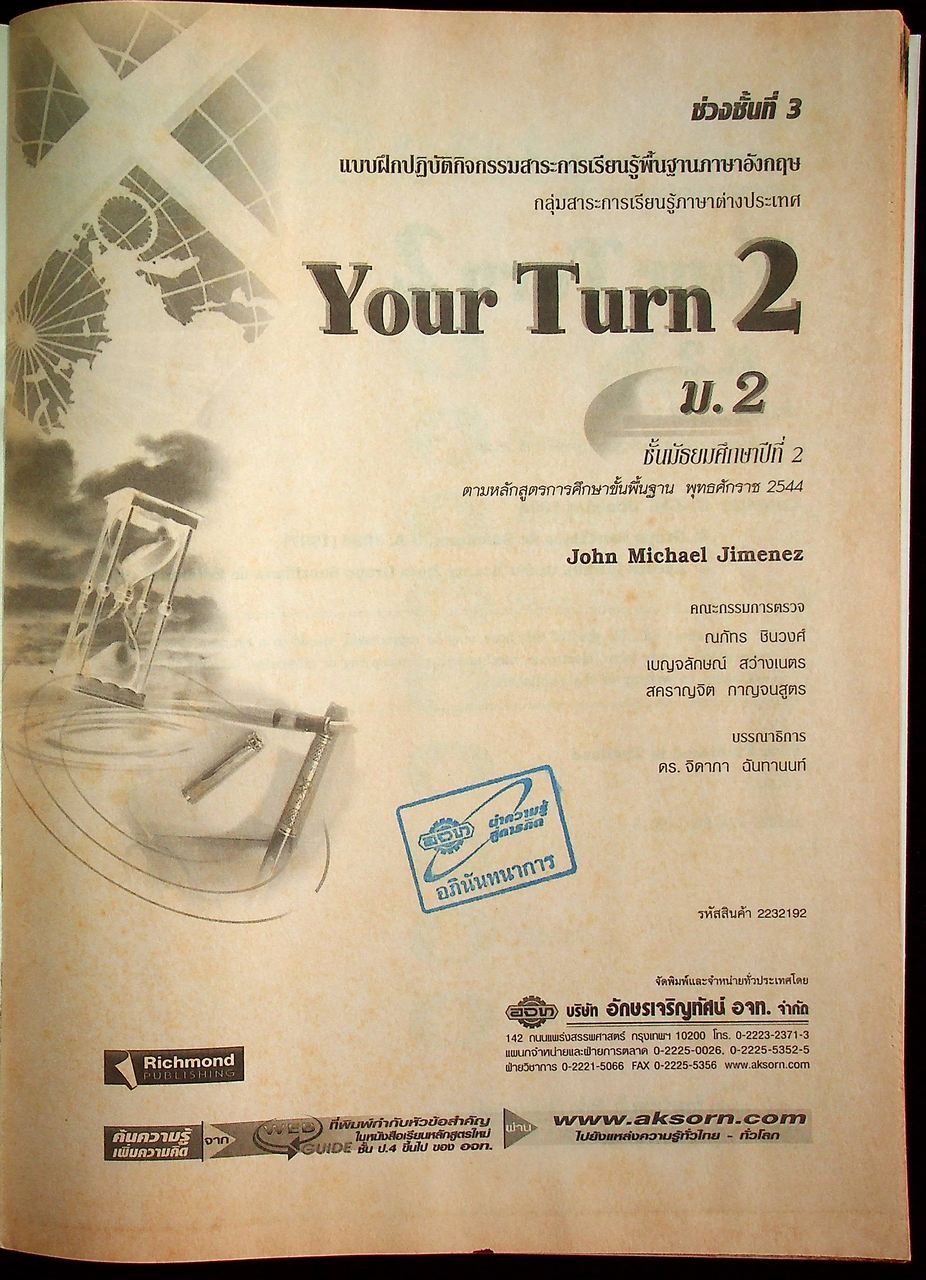 ช่วงชั้นที่ 3
แบบฝึกปฏิบัติกิจกรรมสาระการเรียนรู้พื้นฐานภาษาอังกฤษ
กลุ่มสาระการเรียนรู้ภาษาต่างประเทศ
Your Turn 2
ม. 2
ชั้นมัธยมศึกษาปีที่ 2
ตามหลักสูตรการศึกษาขั้นพื้นฐาน พุทธศักราช 2544
John Michael Jimenez
คณะกรรมการตรวจ
ณภัทร ชินวงศ์
เบญจลักษณ์ สว่างเนตร
สคราญจิต กาญจนสูตร
บรรณาธิการ
ดร. จิดาภา ฉันทานนท์
อจท
นำความรู้
สู่การคิด
อภินันทนาการ
รหัสสินค้า 2232192
จัดพิมพ์และจำหน่ายทั่วประเทศโดย
อจท บริษัท อักษรเจริญทัศน์ อจท. จำกัด
142 ถนนแพร่งสรรพศาสตร์ กรุงเทพฯ 10200 โทร. 0-2223-2371-3
แผนกจำหน่ายและฝ่ายการตลาด 0-2225-0026, 0-2225-5352-5
ฝ่ายวิชาการ 0-2221-5066 FAX 0-2225-5356 www.aksorn.com
Richmond
PUBLISHING
ค้นความรู้
เพิ่มความคิด
จาก
WEB
GUIDE
ที่พิมพ์กำกับหัวข้อสำคัญ
ในหนังสือเรียนหลักสูตรใหม่
ชั้น ป.4 ขึ้นไป ของ อจท.
ผ่าน
www.aksorn.com
ไปยังแหล่งความรู้ทั่วไทย - ทั่วโลก